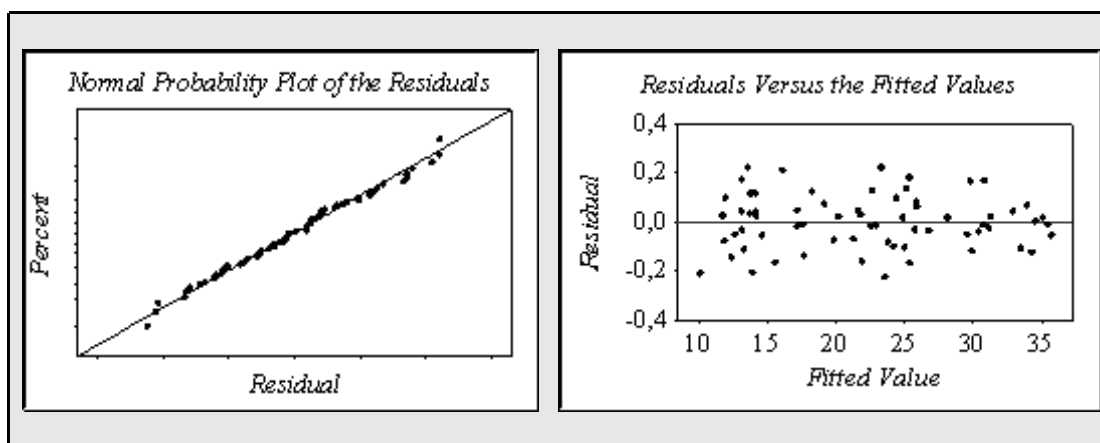 Normal Probability Plot of the Residuals
Percent
Residual
Residuals Versus the Fitted Values
0,4
0,2
0,0
-0,2
-0,4
Residual
10 15 20 25 30 35
Fitted Value